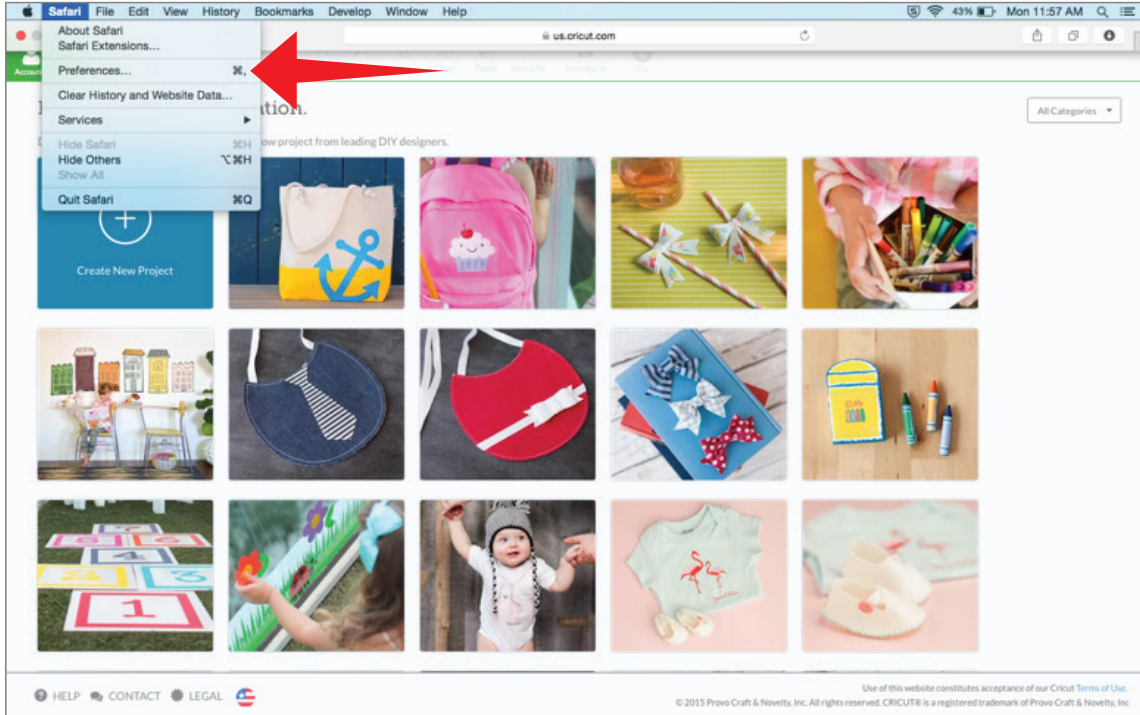 Safari File Edit View History Bookmarks Develop Window Help 43% Mon 11:57 AM
us.cricut.com
About Safari
Safari Extensions...
Preferences... ⌘,
Clear History and Website Data...
Services
Hide Safari ⌘H
Hide Others ⌥⌘H
Show All
Quit Safari ⌘Q
Account
ation.
All Categories
ow project from leading DIY designers.
Create New Project
7
5 6
4
2 3
1
HELP CONTACT LEGAL
Use of this website constitutes acceptance of our Cricut Terms of Use.
© 2015 Provo Craft & Novelty, Inc. All rights reserved. CRICUT® is a registered trademark of Provo Craft & Novelty, Inc